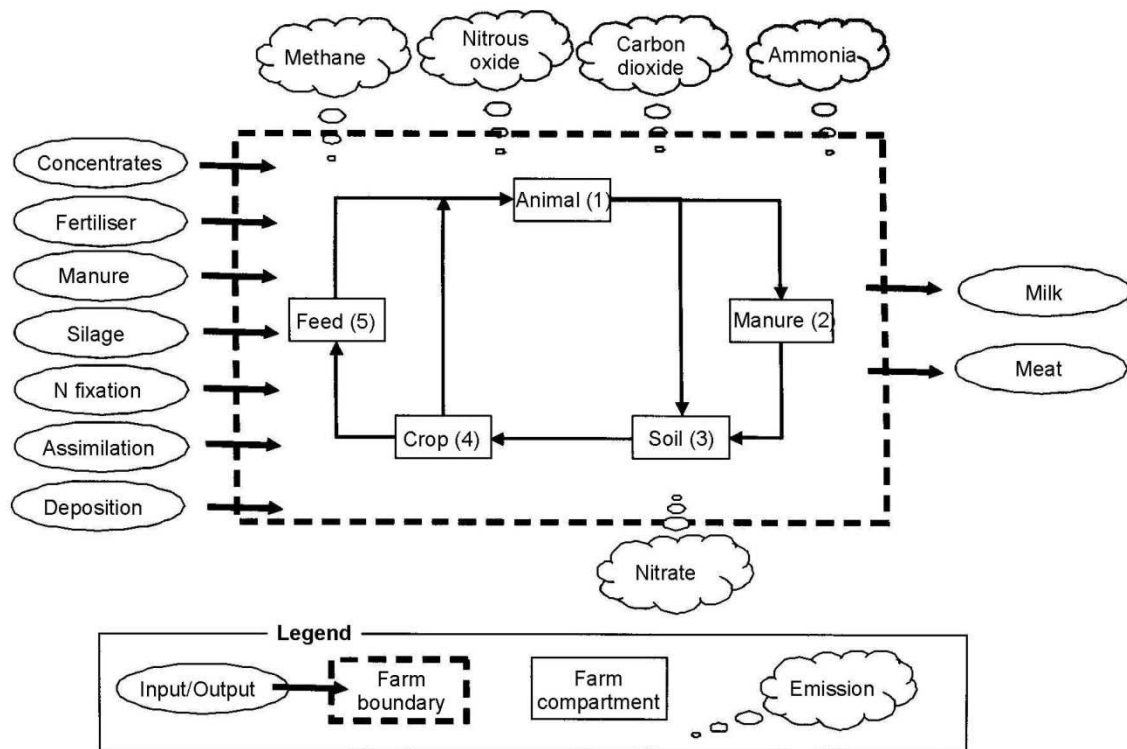 Methane
Nitrous
oxide
Carbon
dioxide
Ammonia
Concentrates
Fertiliser
Manure
Silage
N fixation
Assimilation
Deposition
Animal (1)
Feed (5)
Manure (2)
Crop (4)
Soil (3)
Milk
Meat
Nitrate
Legend
Input/Output
Farm
boundary
Farm
compartment
Emission